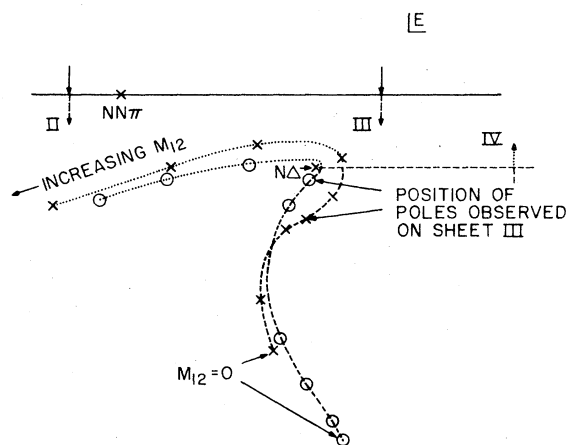 E
NNπ
II
III
IV
INCREASING M₁₂
NΔ
POSITION OF
POLES OBSERVED
ON SHEET III
M₁₂=0